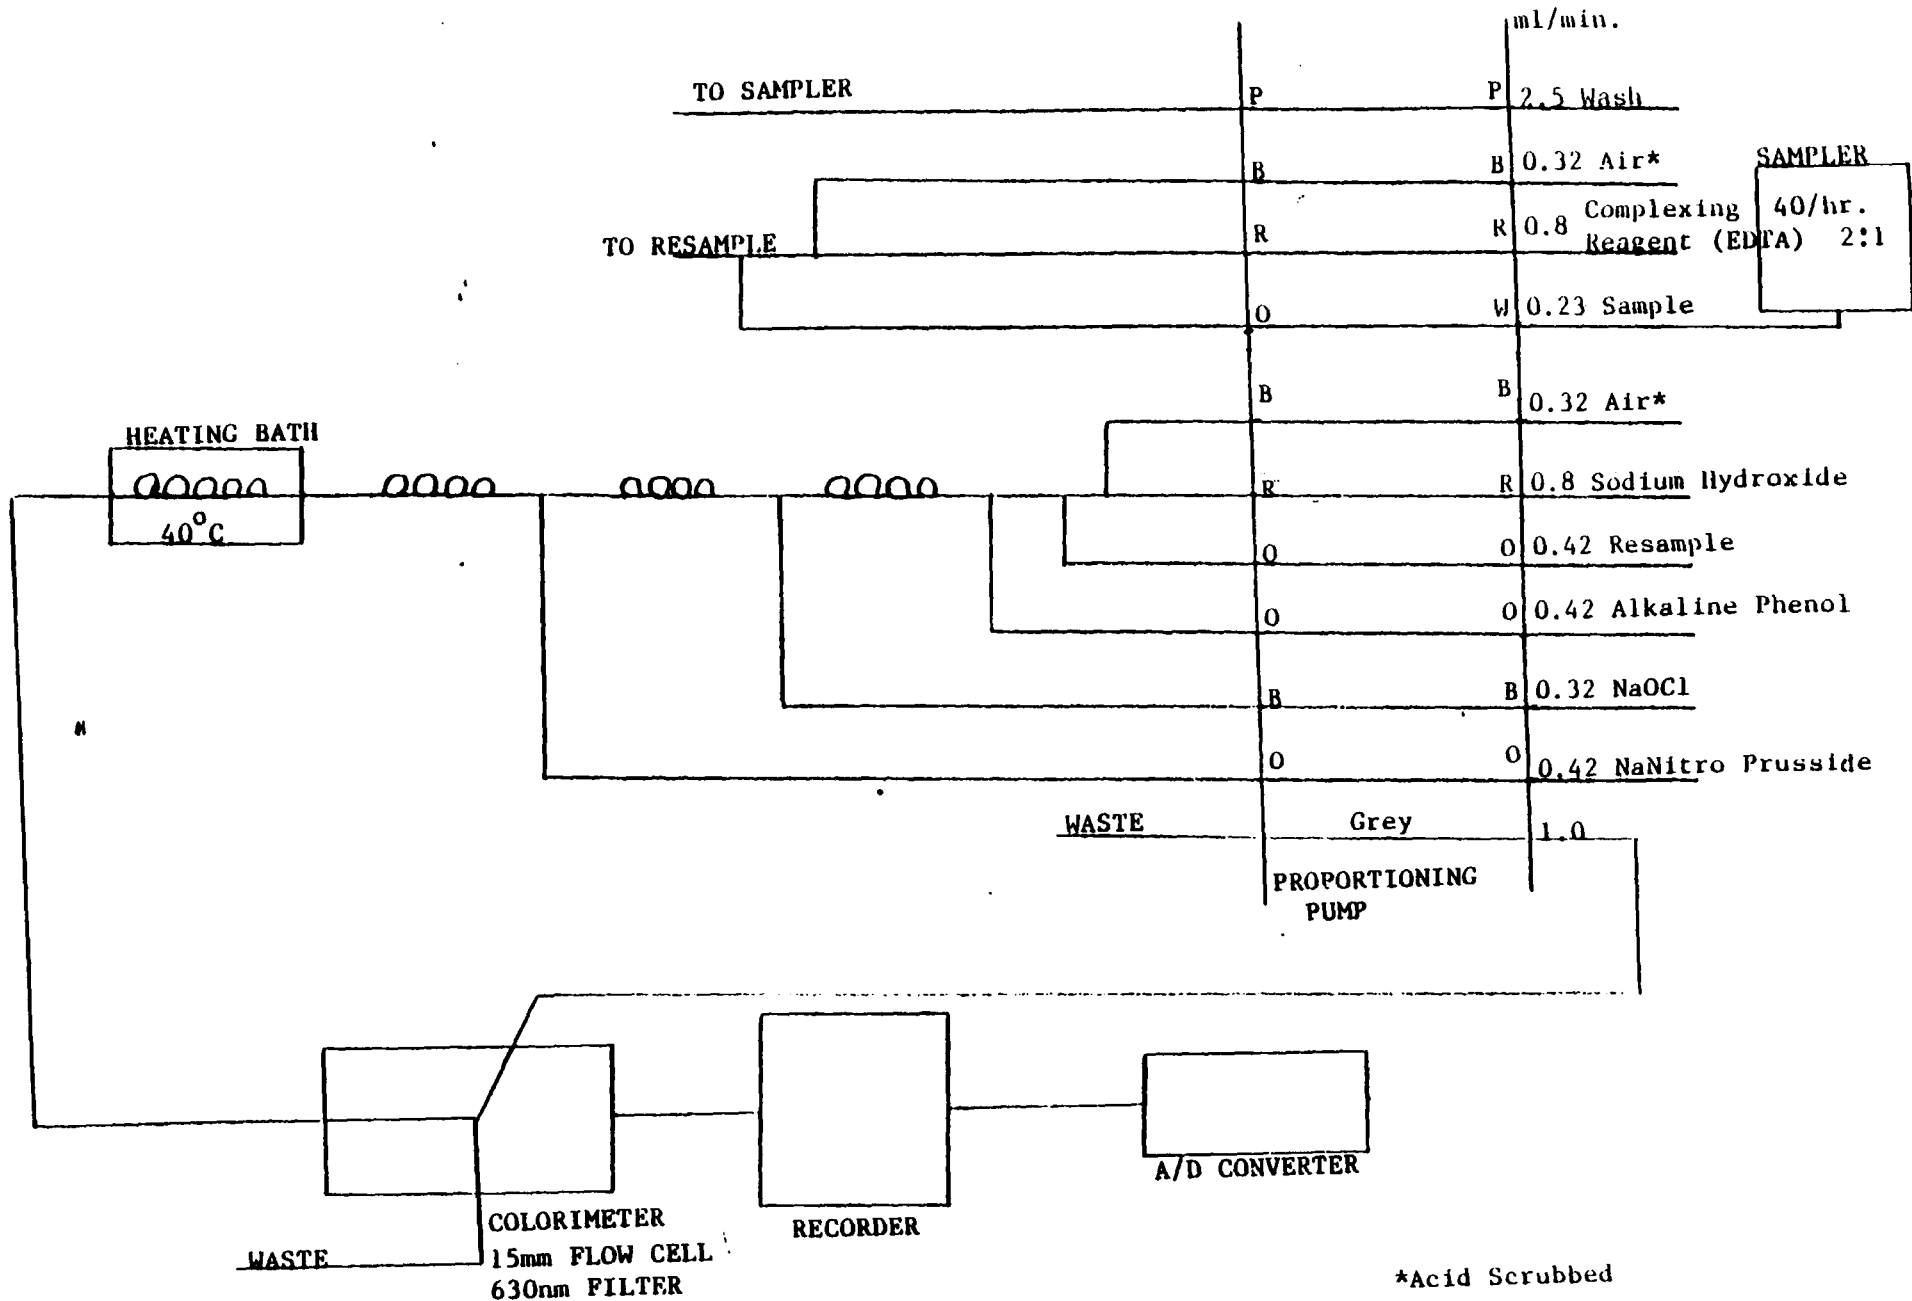 ml/min.
TO SAMPLER P P 2.5 Wash
B B 0.32 Air*
SAMPLER
40/hr.
2:1
TO RESAMPLE R R 0.8 Complexing
Reagent (EDTA)
O W 0.23 Sample
B B 0.32 Air*
HEATING BATH
40°C
R R 0.8 Sodium Hydroxide
O O 0.42 Resample
O O 0.42 Alkaline Phenol
B B 0.32 NaOCl
O O 0.42 NaNitro Prusside
WASTE Grey 1.0
PROPORTIONING
PUMP
A/D CONVERTER
RECORDER
COLORIMETER
15mm FLOW CELL
630nm FILTER
WASTE
*Acid Scrubbed